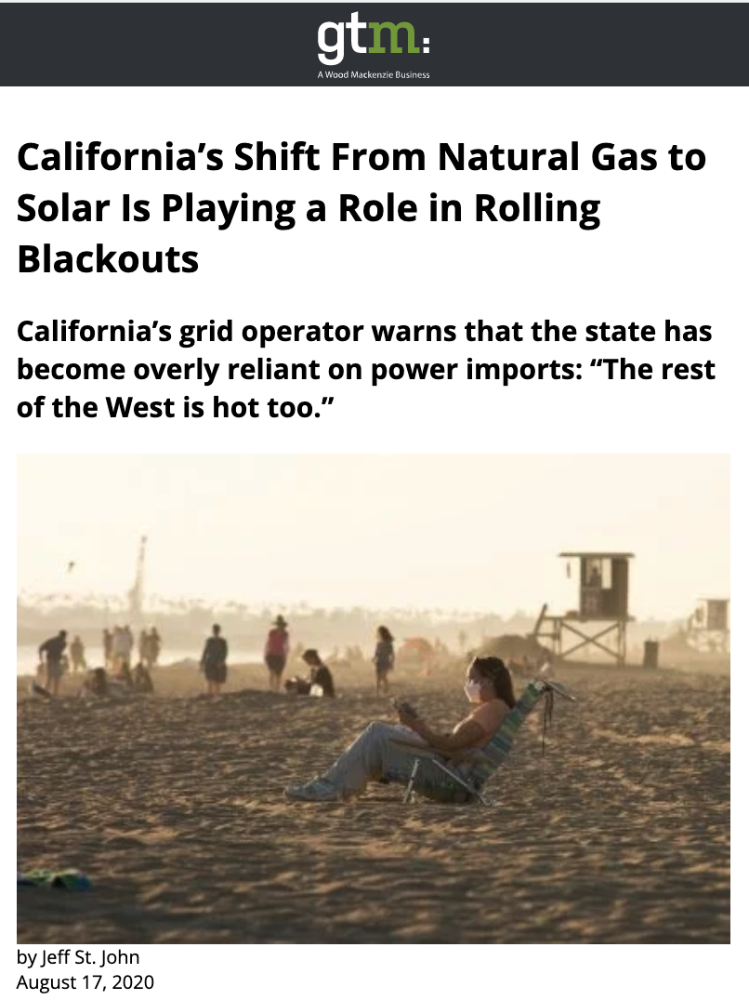 gtm:
A Wood Mackenzie Business
California’s Shift From Natural Gas to
Solar Is Playing a Role in Rolling
Blackouts
California’s grid operator warns that the state has
become overly reliant on power imports: “The rest
of the West is hot too.”
by Jeff St. John
August 17, 2020